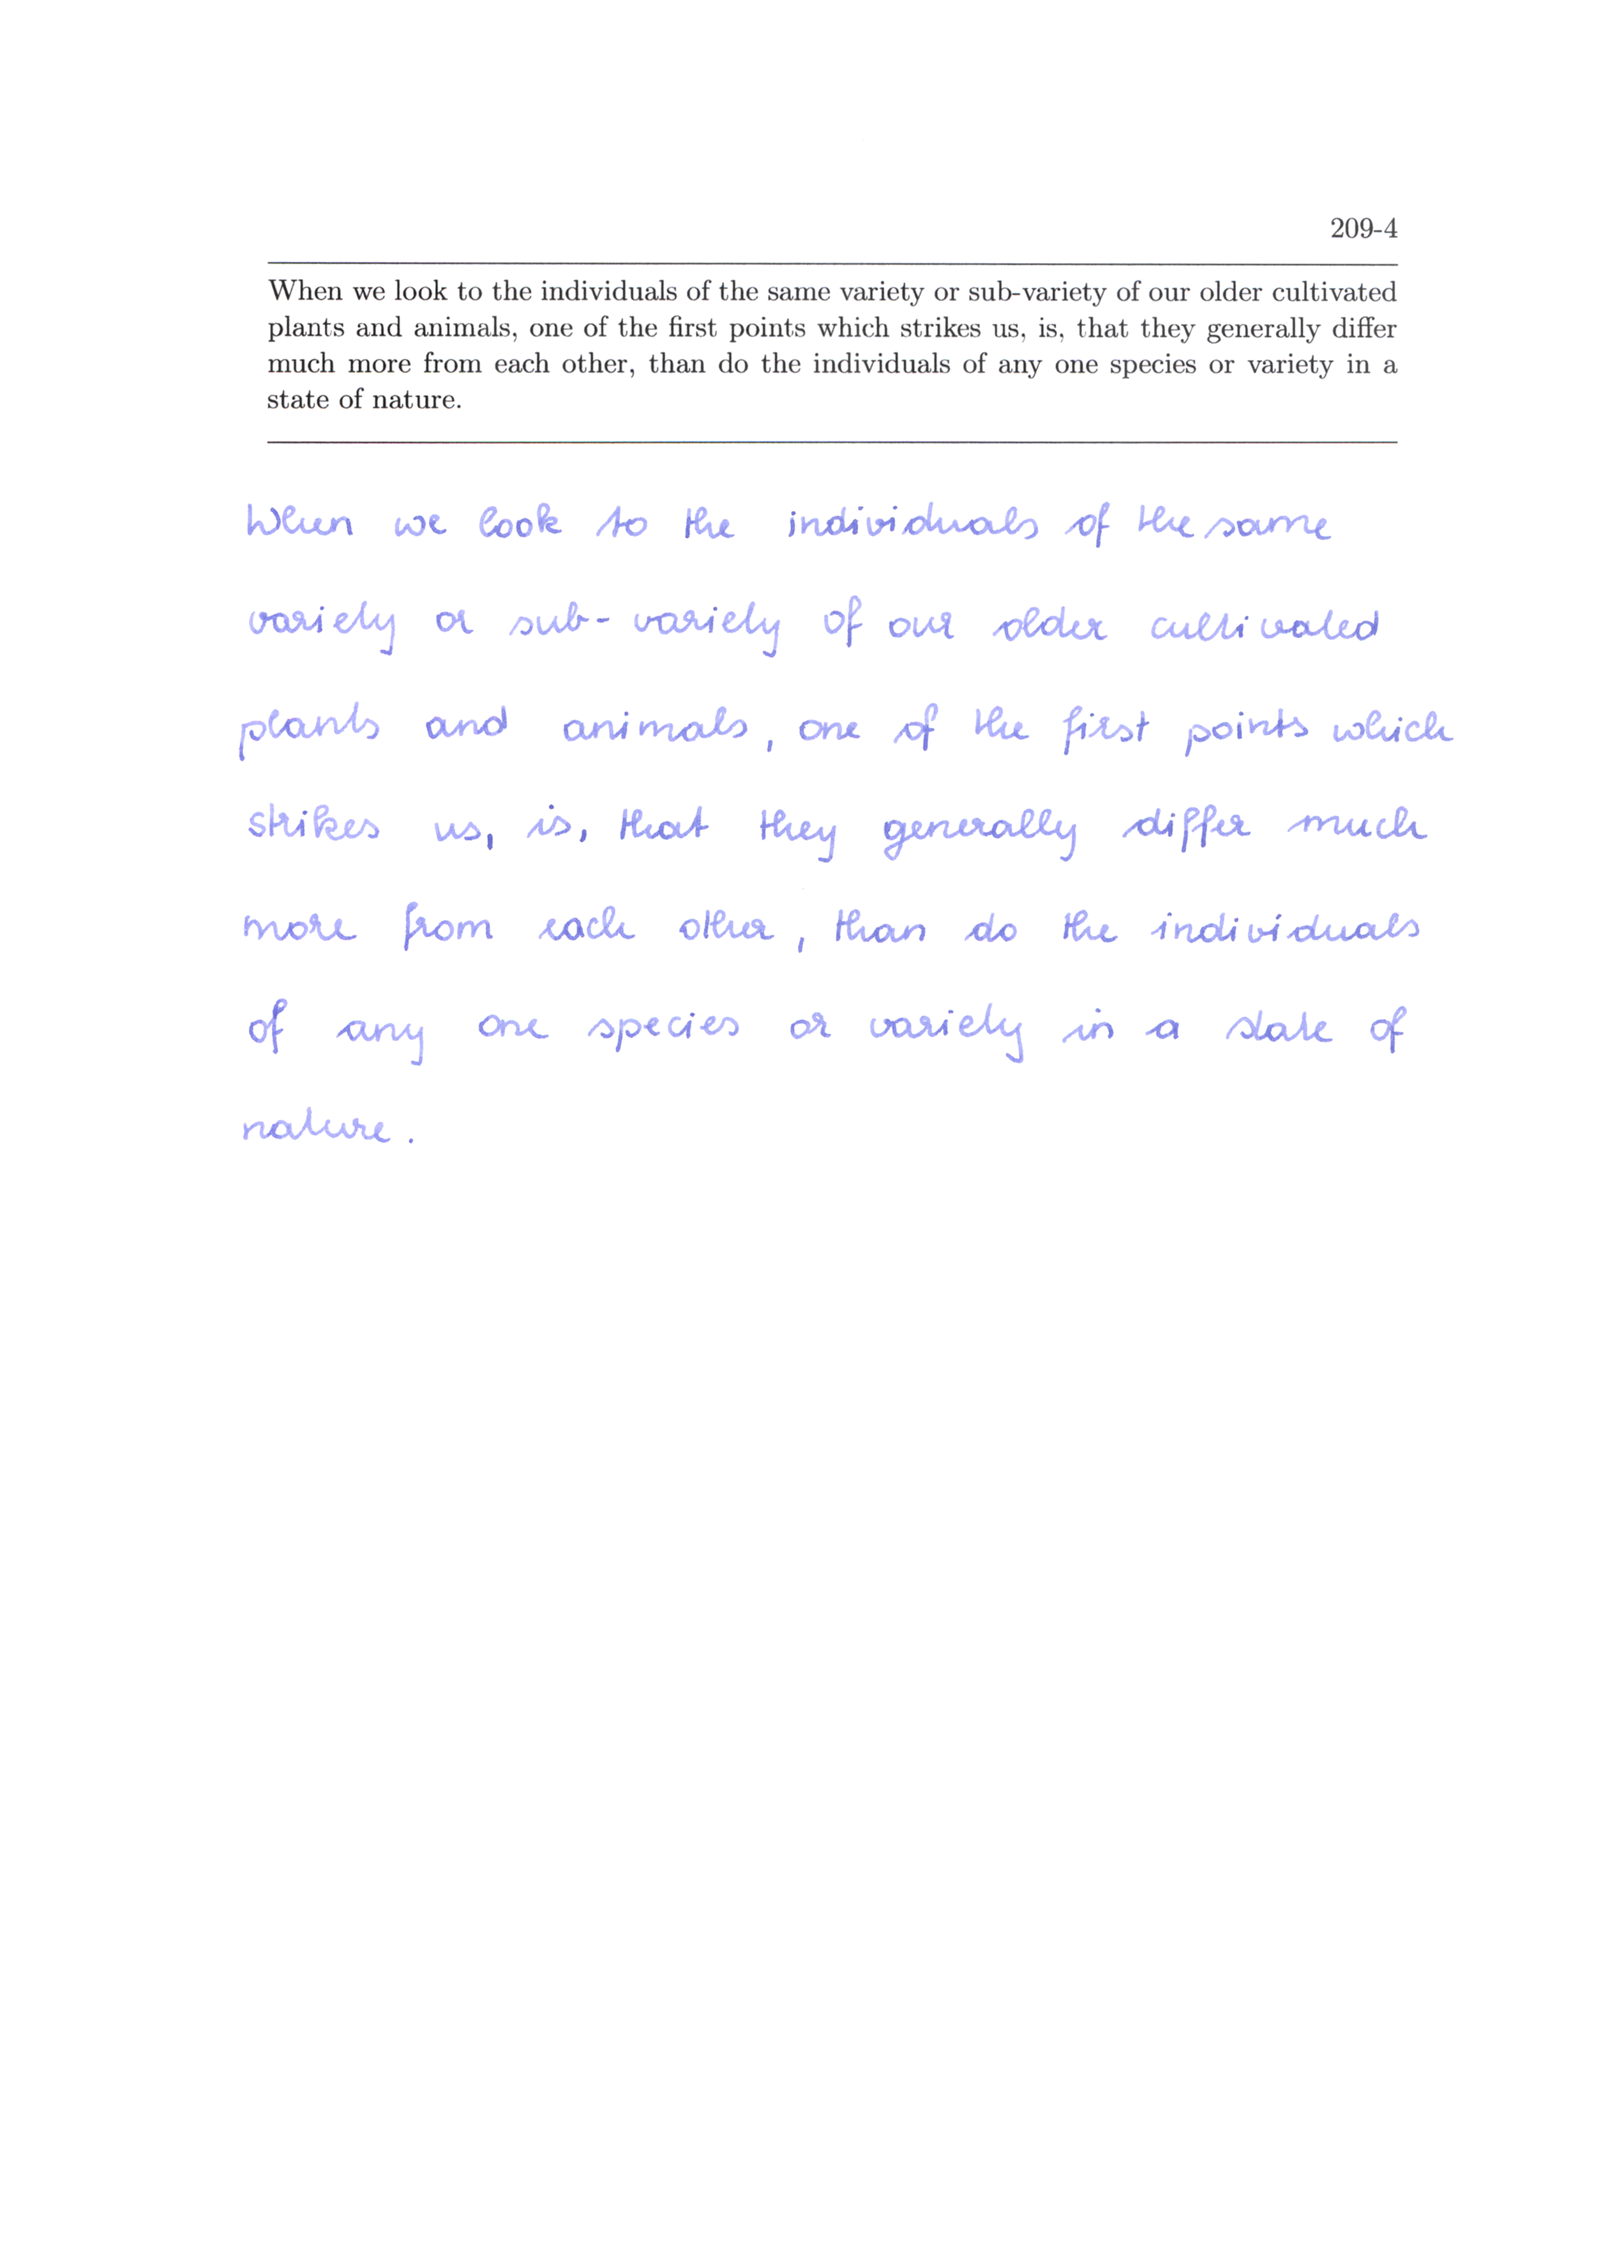 209-4
When we look to the individuals of the same variety or sub-variety of our older cultivated
plants and animals, one of the first points which strikes us, is, that they generally differ
much more from each other, than do the individuals of any one species or variety in a
state of nature.
When we look to the individuals of the same
variety or sub-variety of our older cultivated
plants and animals, one of the first points which
strikes us, is, that they generally differ much
more from each other, than do the individuals
of any one species or variety in a state of
nature.